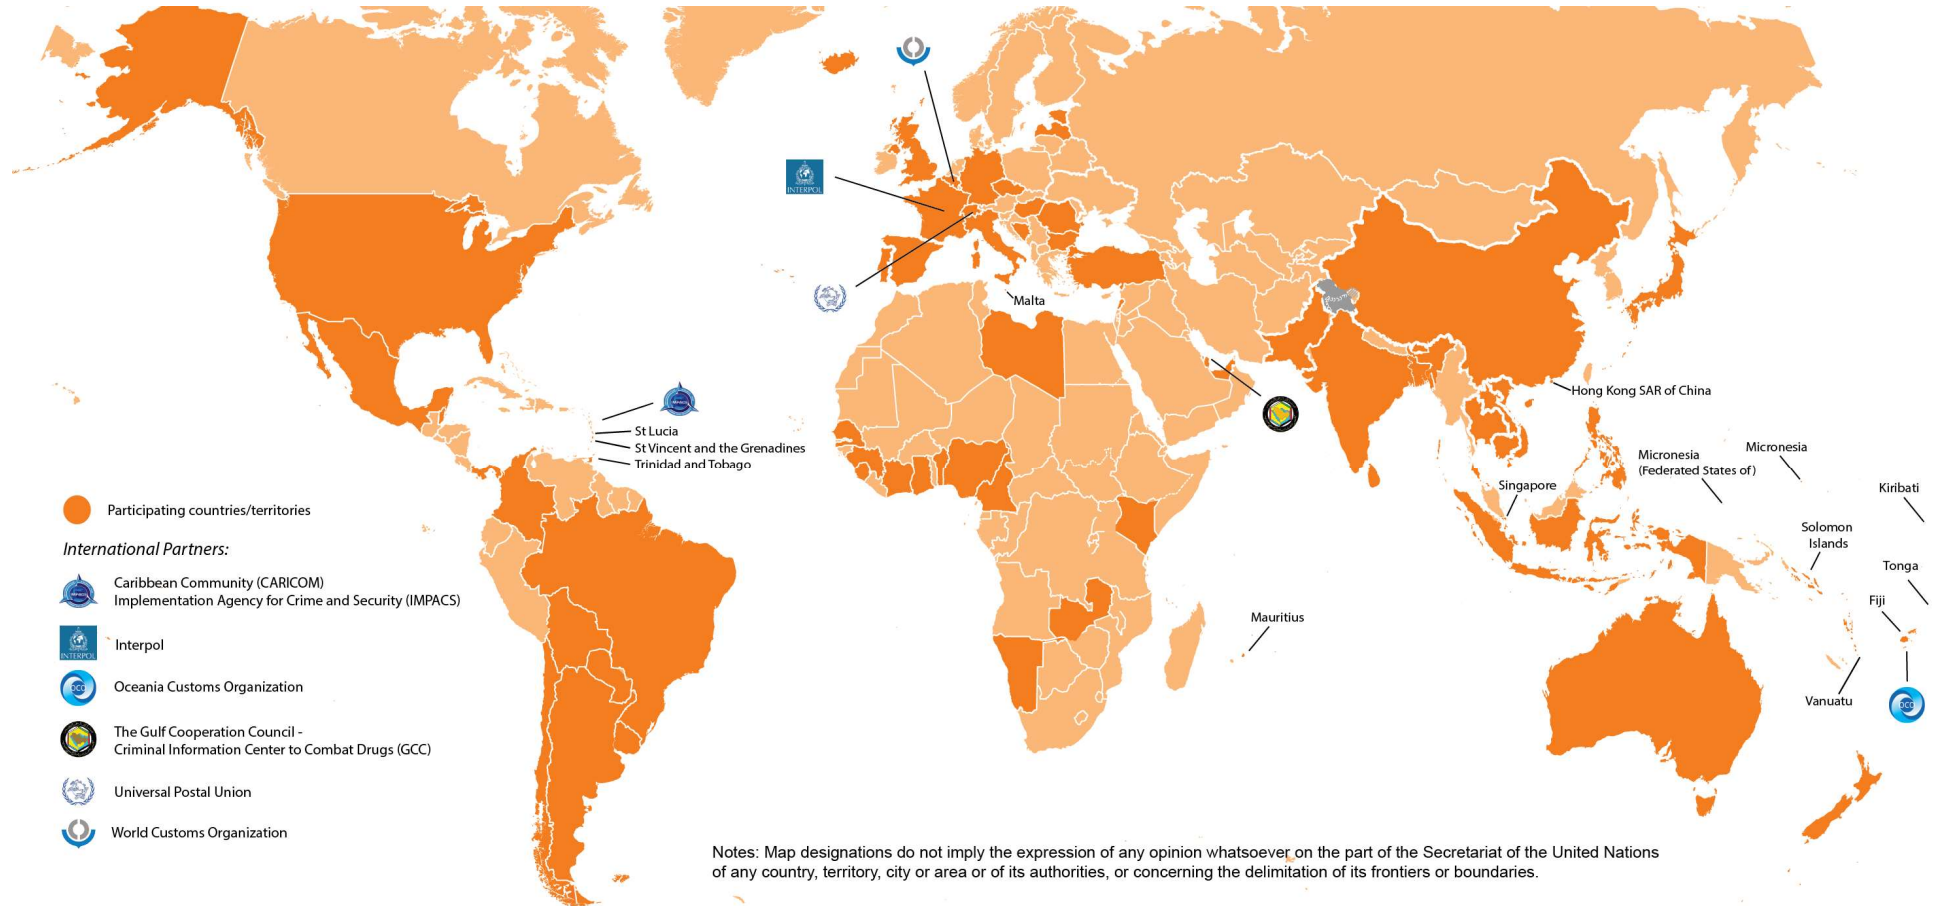 Malta
St Lucia
St Vincent and the Grenadines
Trinidad and Tobago
Hong Kong SAR of China
Singapore
Micronesia
(Federated States of)
Micronesia
Kiribati
Solomon
Islands
Tonga
Fiji
Vanuatu
Mauritius
INTERPOL
OCO
Participating countries/territories
International Partners:
Caribbean Community (CARICOM)
Implementation Agency for Crime and Security (IMPACS)
INTERPOL
Interpol
OCO
Oceania Customs Organization
The Gulf Cooperation Council -
Criminal Information Center to Combat Drugs (GCC)
Universal Postal Union
World Customs Organization
Notes: Map designations do not imply the expression of any opinion whatsoever on the part of the Secretariat of the United Nations
of any country, territory, city or area or of its authorities, or concerning the delimitation of its frontiers or boundaries.